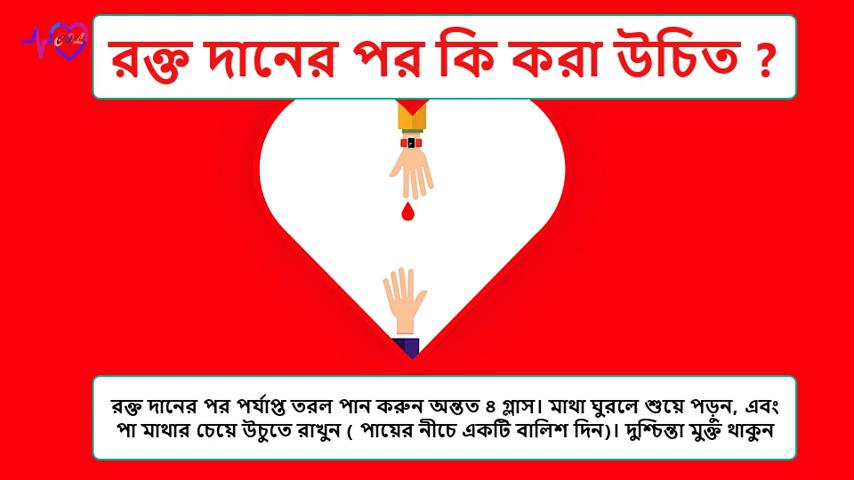 রক্ত দানের পর কি করা উচিত ?
রক্ত দানের পর পর্যাপ্ত তরল পান করুন অন্তত ৪ গ্লাস। মাথা ঘুরলে শুয়ে পড়ুন, এবং
পা মাথার চেয়ে উচুতে রাখুন ( পায়ের নীচে একটি বালিশ দিন)। দুশ্চিন্তা মুক্ত থাকুন